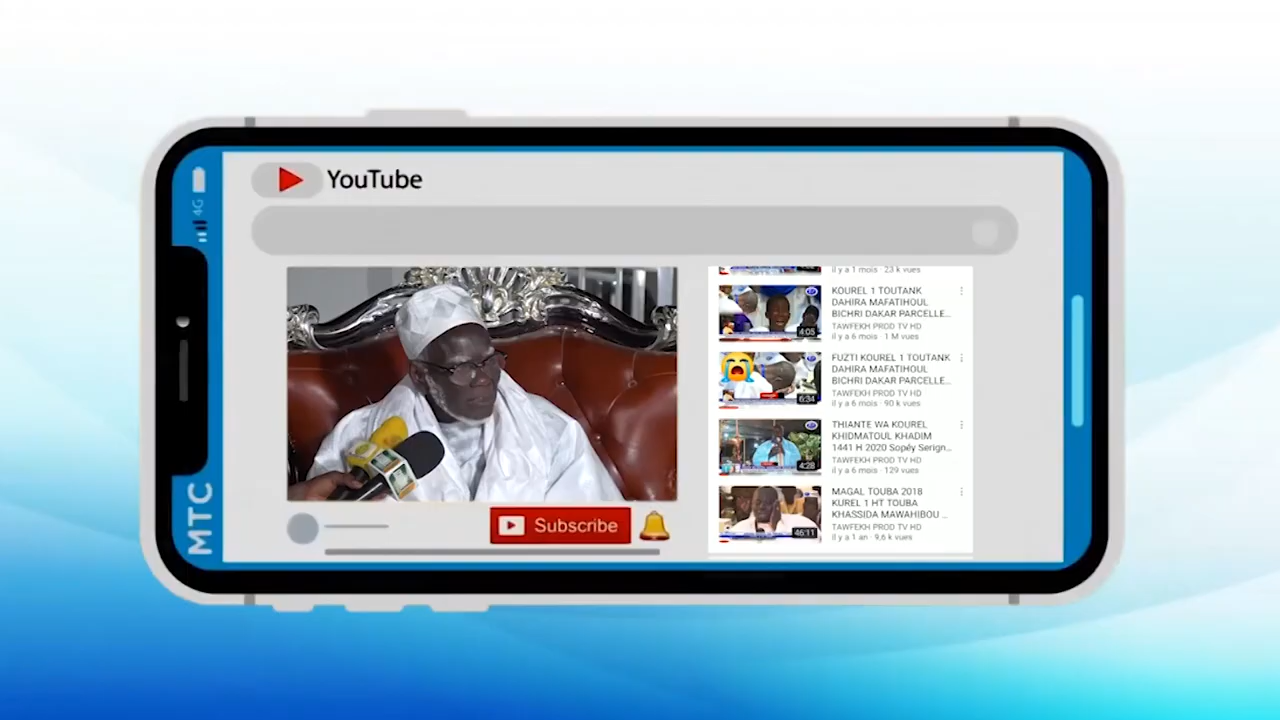 YouTube
4G
MTC
il y a 1 mois · 23 k vues
KOUREL 1 TOUTANK
DAHIRA MAFATIHOUL
BICHRI DAKAR PARCELLE...
TAWFEKH PROD TV HD
il y a 6 mois · 1 M vues
4:05
FUZTI KOUREL 1 TOUTANK
DAHIRA MAFATIHOUL
BICHRI DAKAR PARCELLE...
TAWFEKH PROD TV HD
il y a 6 mois · 90 k vues
6:34
THIANTE WA KOUREL
KHIDMATOUL KHADIM
1441 H 2020 Sopéy Serign...
TAWFEKH PROD TV HD
il y a 6 mois · 129 vues
4:28
MAGAL TOUBA 2018
KUREL 1 HT TOUBA
KHASSIDA MAWAHIBOU ...
TAWFEKH PROD TV HD
il y a 1 an · 9,6 k vues
46:11
Subscribe